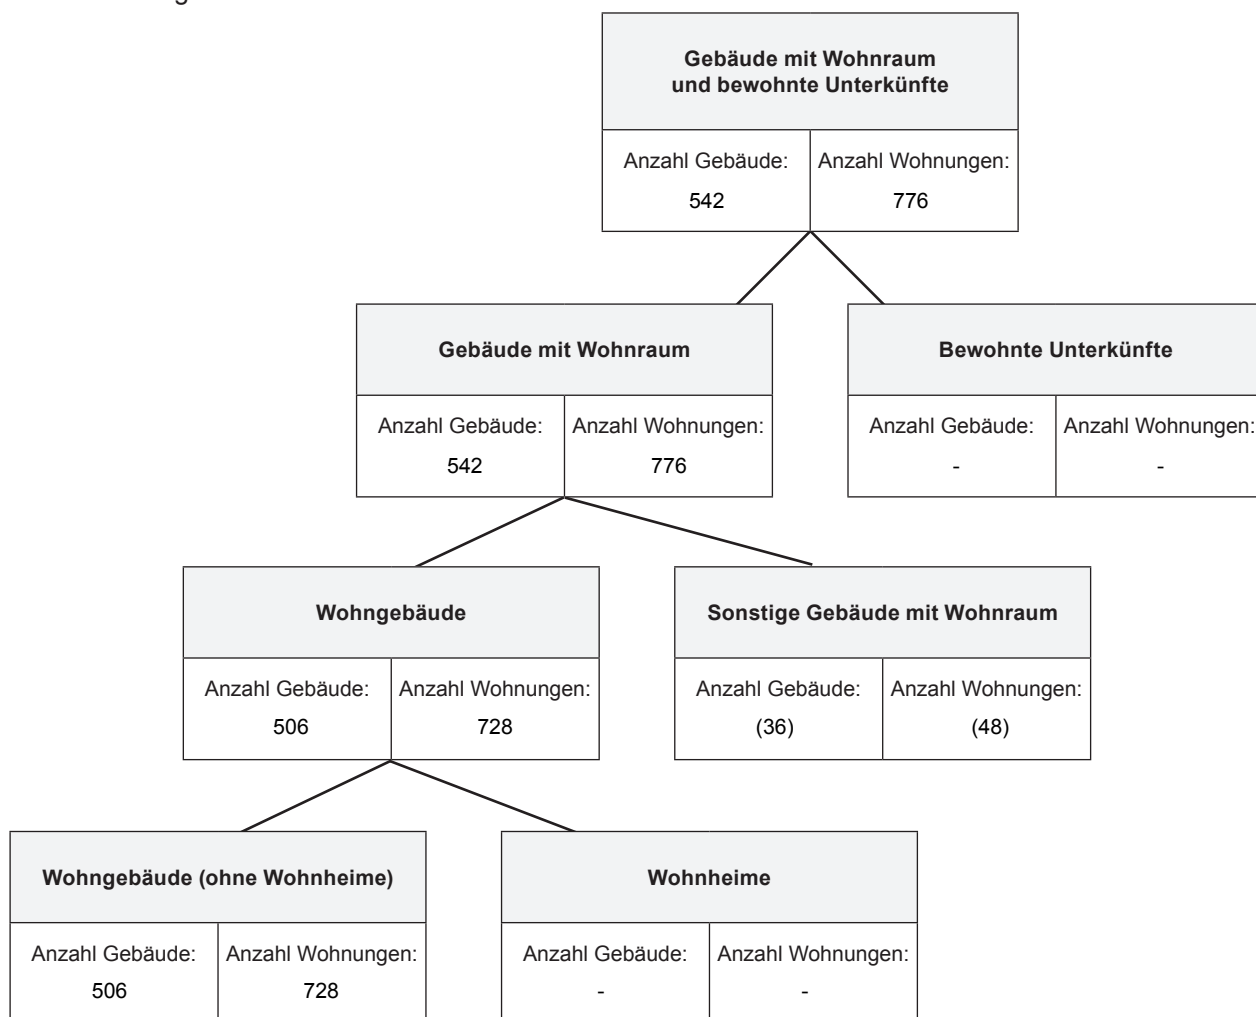 Gebäude mit Wohnraum
und bewohnte Unterkünfte
Anzahl Gebäude: Anzahl Wohnungen:
542 776
Gebäude mit Wohnraum
Anzahl Gebäude: Anzahl Wohnungen:
542 776
Bewohnte Unterkünfte
Anzahl Gebäude: Anzahl Wohnungen:
- -
Wohngebäude
Anzahl Gebäude: Anzahl Wohnungen:
506 728
Sonstige Gebäude mit Wohnraum
Anzahl Gebäude: Anzahl Wohnungen:
(36) (48)
Wohngebäude (ohne Wohnheime)
Anzahl Gebäude: Anzahl Wohnungen:
506 728
Wohnheime
Anzahl Gebäude: Anzahl Wohnungen:
- -